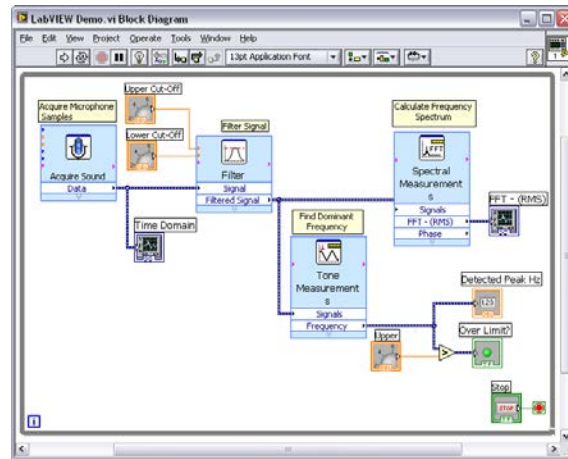 LabVIEW Demo.vi Block Diagram
File Edit View Project Operate Tools Window Help
13pt Application Font
Acquire Microphone
Samples
Acquire Sound
Data
Upper Cut-Off
Lower Cut-Off
Filter Signal
Filter
Signal
Filtered Signal
Time Domain
Find Dominant
Frequency
Tone
Measurement
s
Signals
Frequency
Calculate Frequency
Spectrum
FFT
Spectral
Measurement
s
Signals
FFT - (RMS)
Phase
FFT - (RMS)
Detected Peak Hz
1.23
Upper
>
Over Limit?
Stop
STOP
i